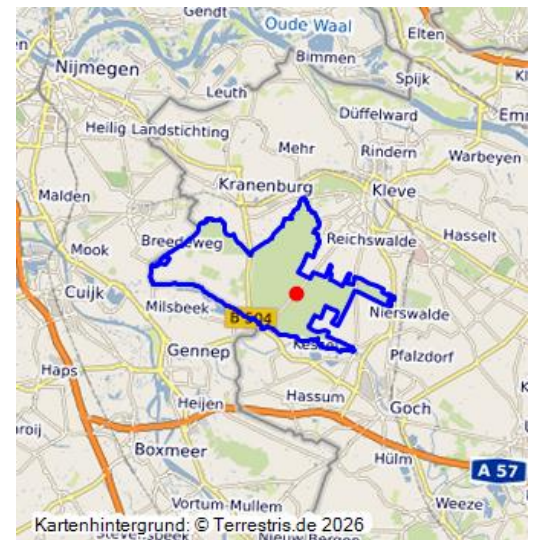 Gendt
Oude Waal
Elten
Bimmen
Nijmegen
Spijk
Leuth
Emm
Düffelward
Heilig Landstichting
Mehr
Rindern
Warbeyen
Kranenburg
Kleve
Malden
Breedeweg
Reichswalde
Hasselt
Mook
Cuijk
Milsbeek
B 504
Nierswalde
Gennep
Pfalzdorf
Haps
Hassum
Heijen
Goch
Boxmeer
Hülm
A 57
Vortum-Mullem
Weeze
Kartenhintergrund: © Terrestris.de 2026